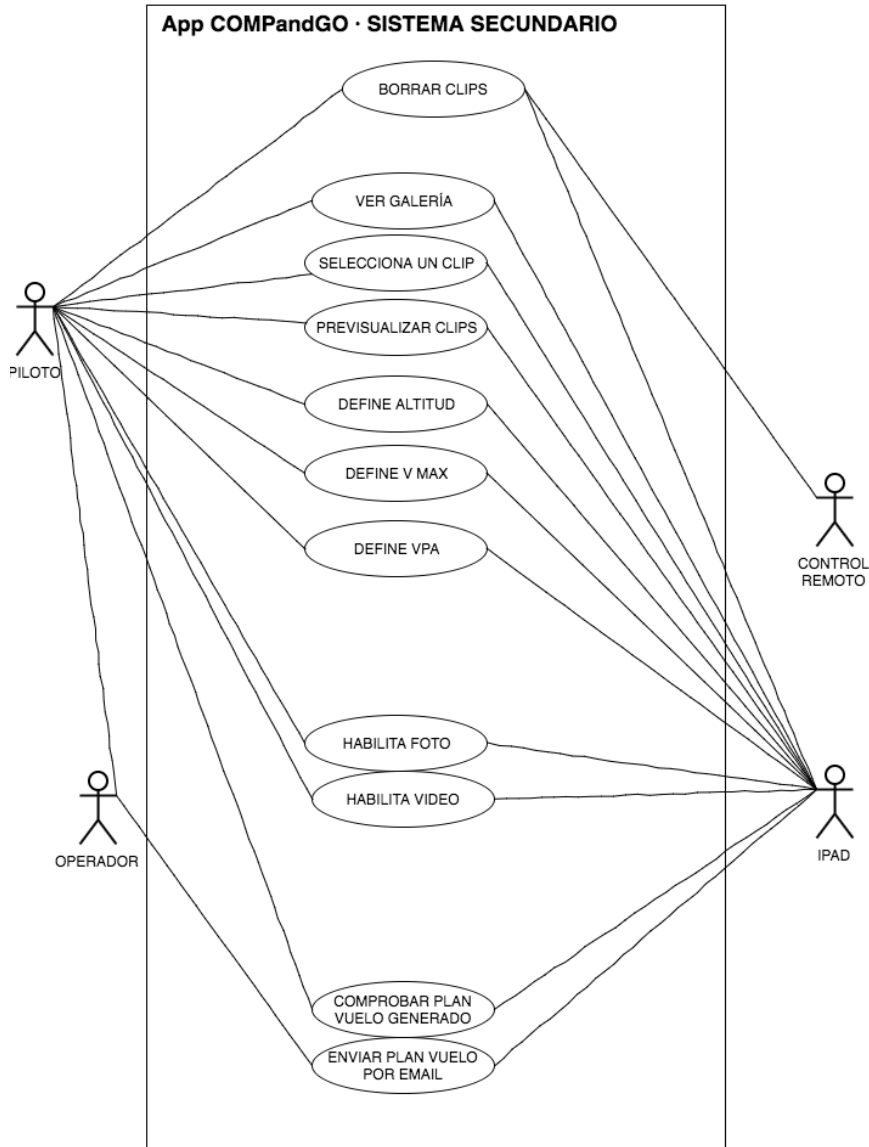 App COMPandGO · SISTEMA SECUNDARIO
BORRAR CLIPS
VER GALERÍA
SELECCIONA UN CLIP
PREVISUALIZAR CLIPS
PILOTO
DEFINE ALTITUD
DEFINE V MAX
DEFINE VPA
CONTROL
REMOTO
HABILITA FOTO
HABILITA VIDEO
OPERADOR
IPAD
COMPROBAR PLAN
VUELO GENERADO
ENVIAR PLAN VUELO
POR EMAIL